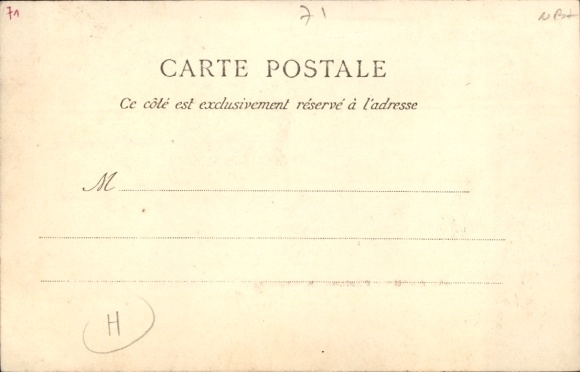 71 71
CARTE POSTALE
Ce côté est exclusivement réservé à l'adresse
M
H